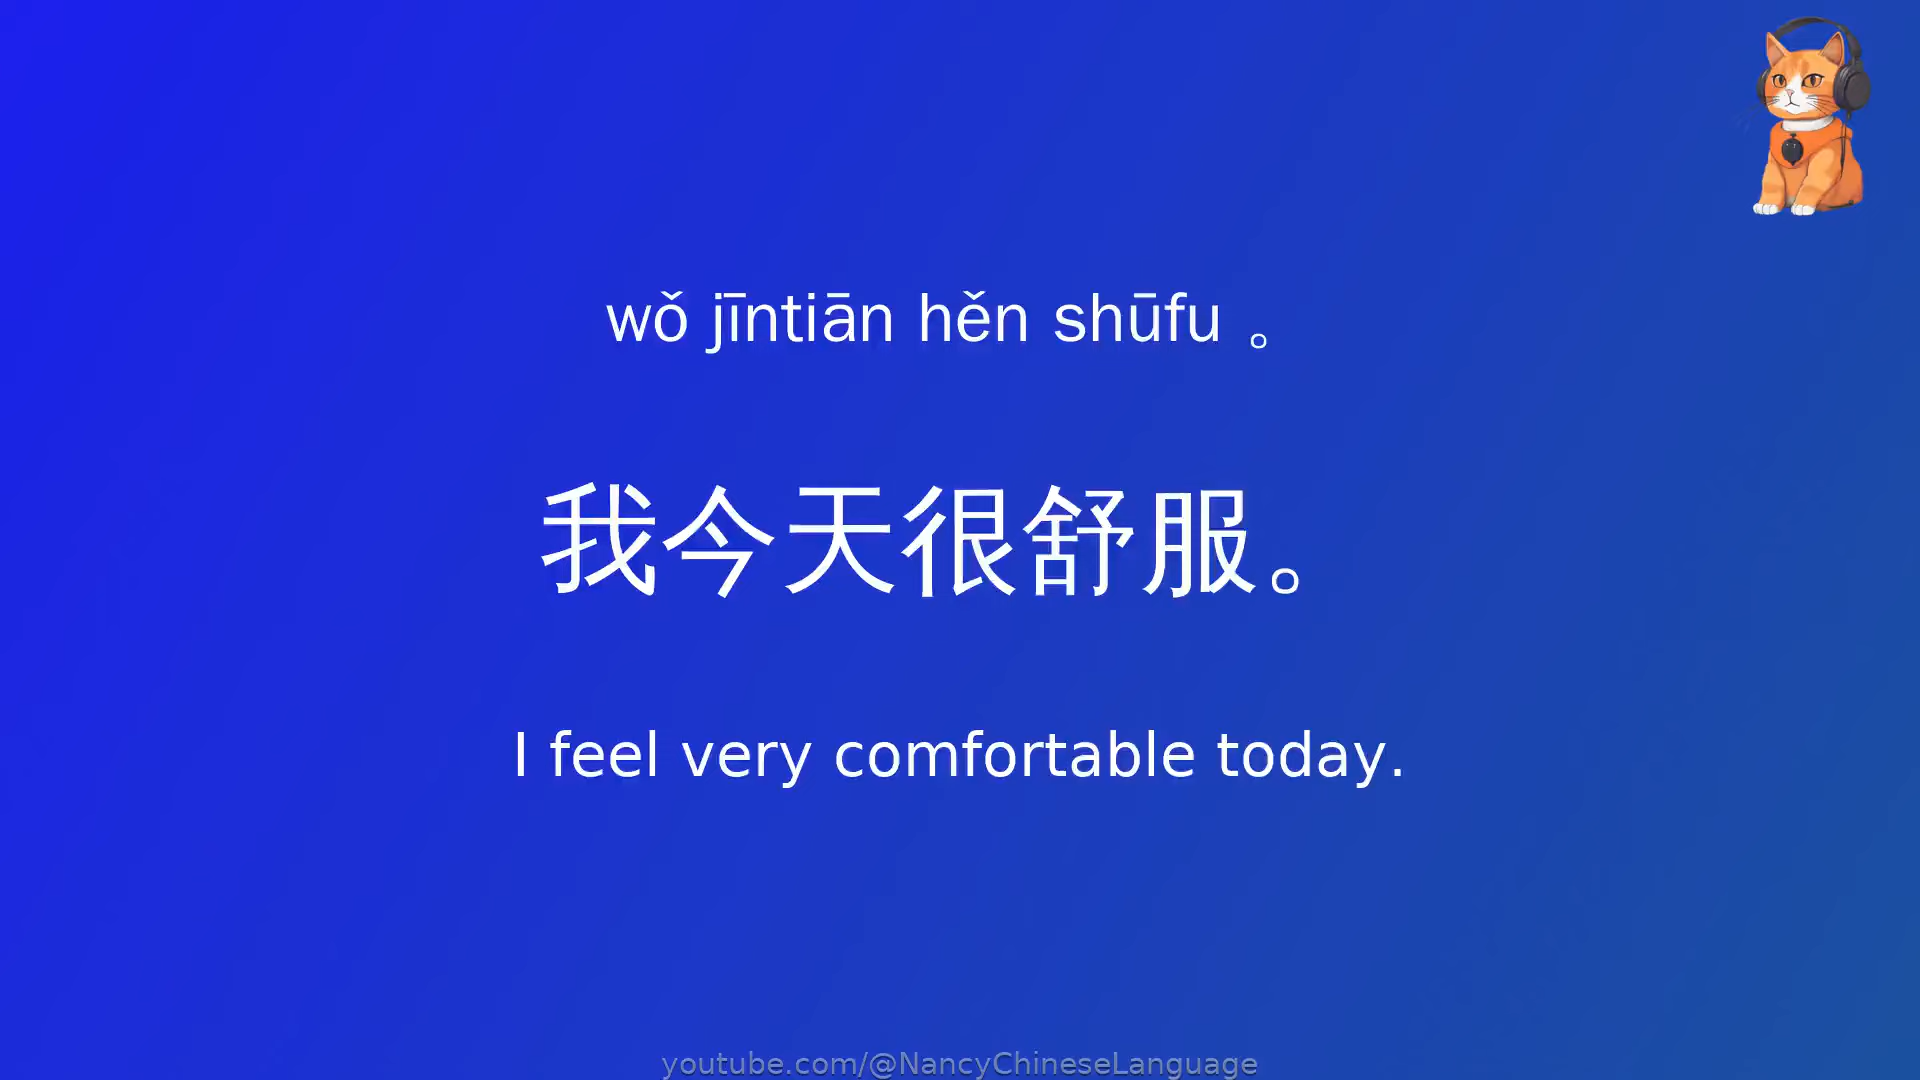 wǒ jīntiān hěn shūfu 。
我今天很舒服。
I feel very comfortable today.
youtube.com/@NancyChineseLanguage